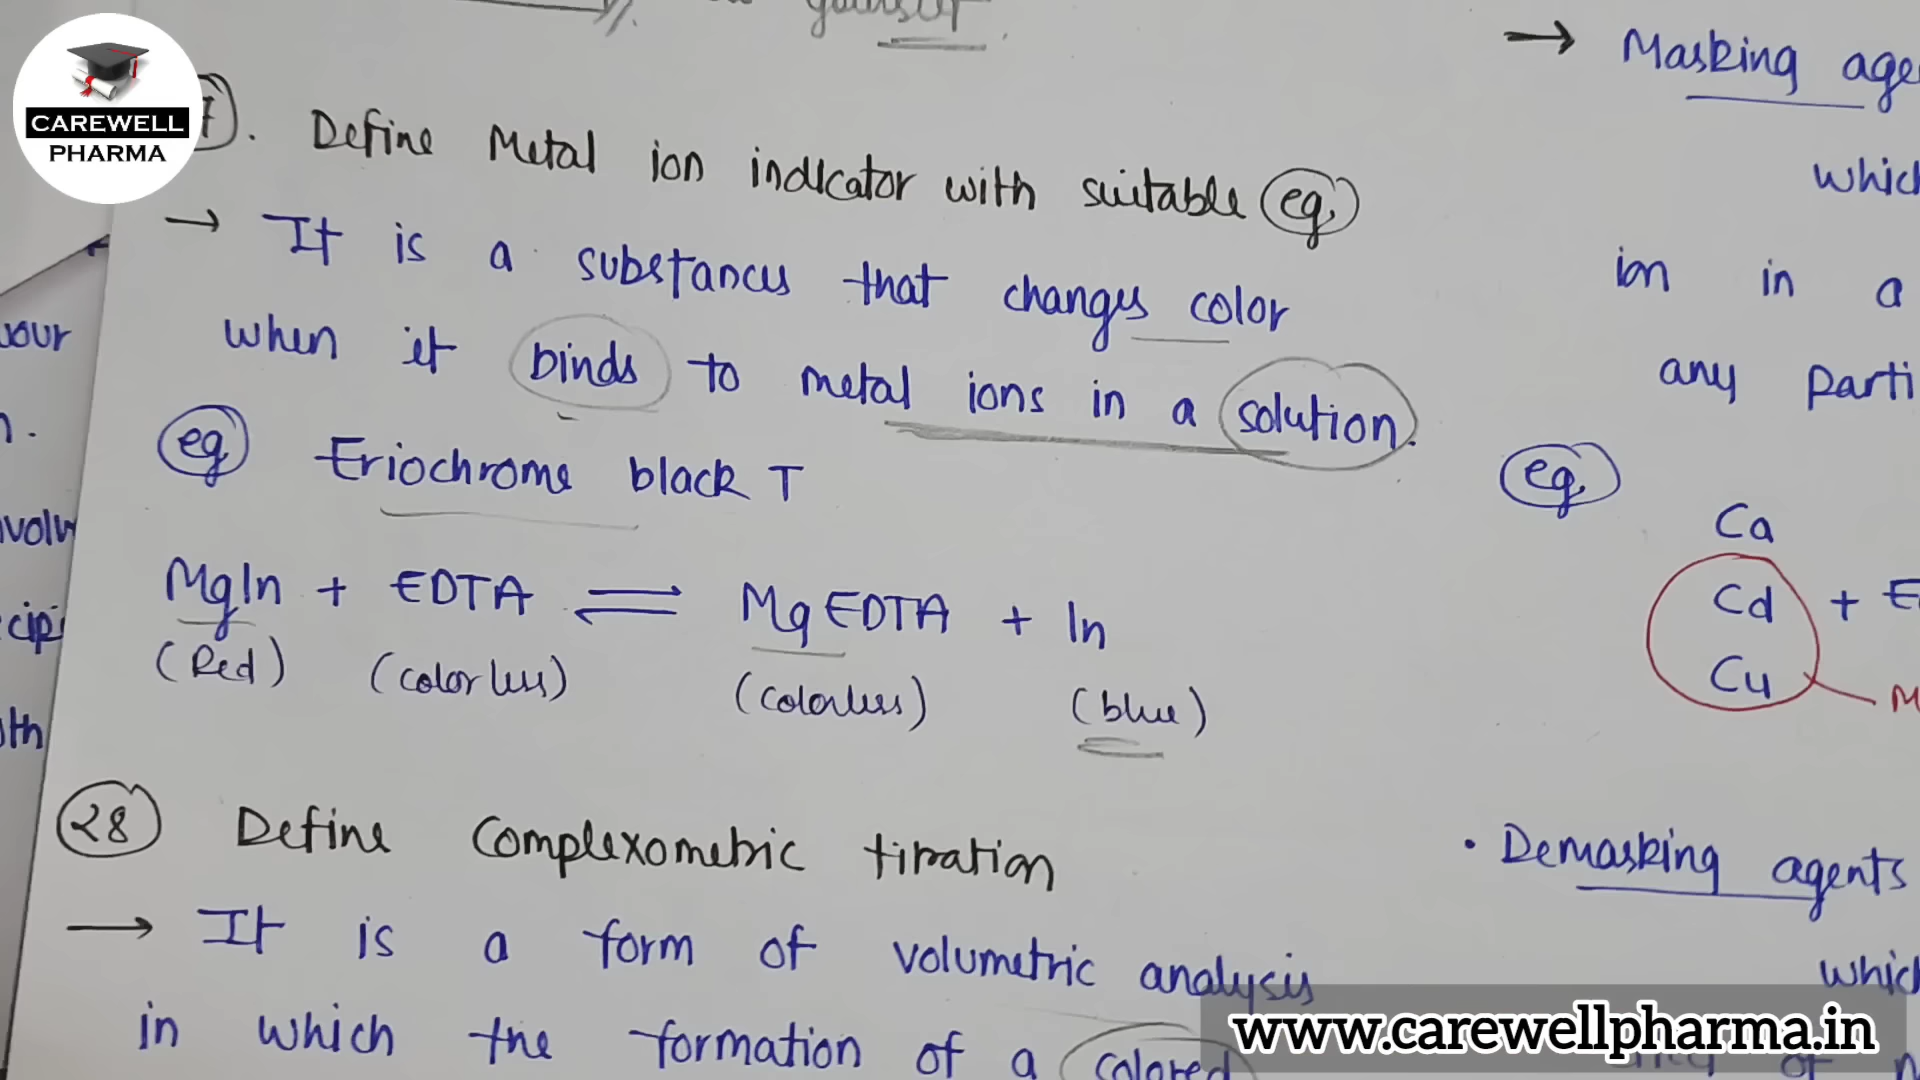 CAREWELL
PHARMA
7). Define Metal ion indicator with suitable eg.
→ It is a substances that changes color
when it binds to metal ions in a solution.
eg Eriochrome black T
MgIn + EDTA ⇌ Mg EDTA + In
(Red) (colorless) (colorless) (blue)
28 Define Complexometric titration
→ It is a form of volumetric analysis
in which the formation of a colored
→ Masking age
which
ion in a
any parti
eg.
Ca
Cd + E
Cu M
• Demasking agents
which
www.carewellpharma.in